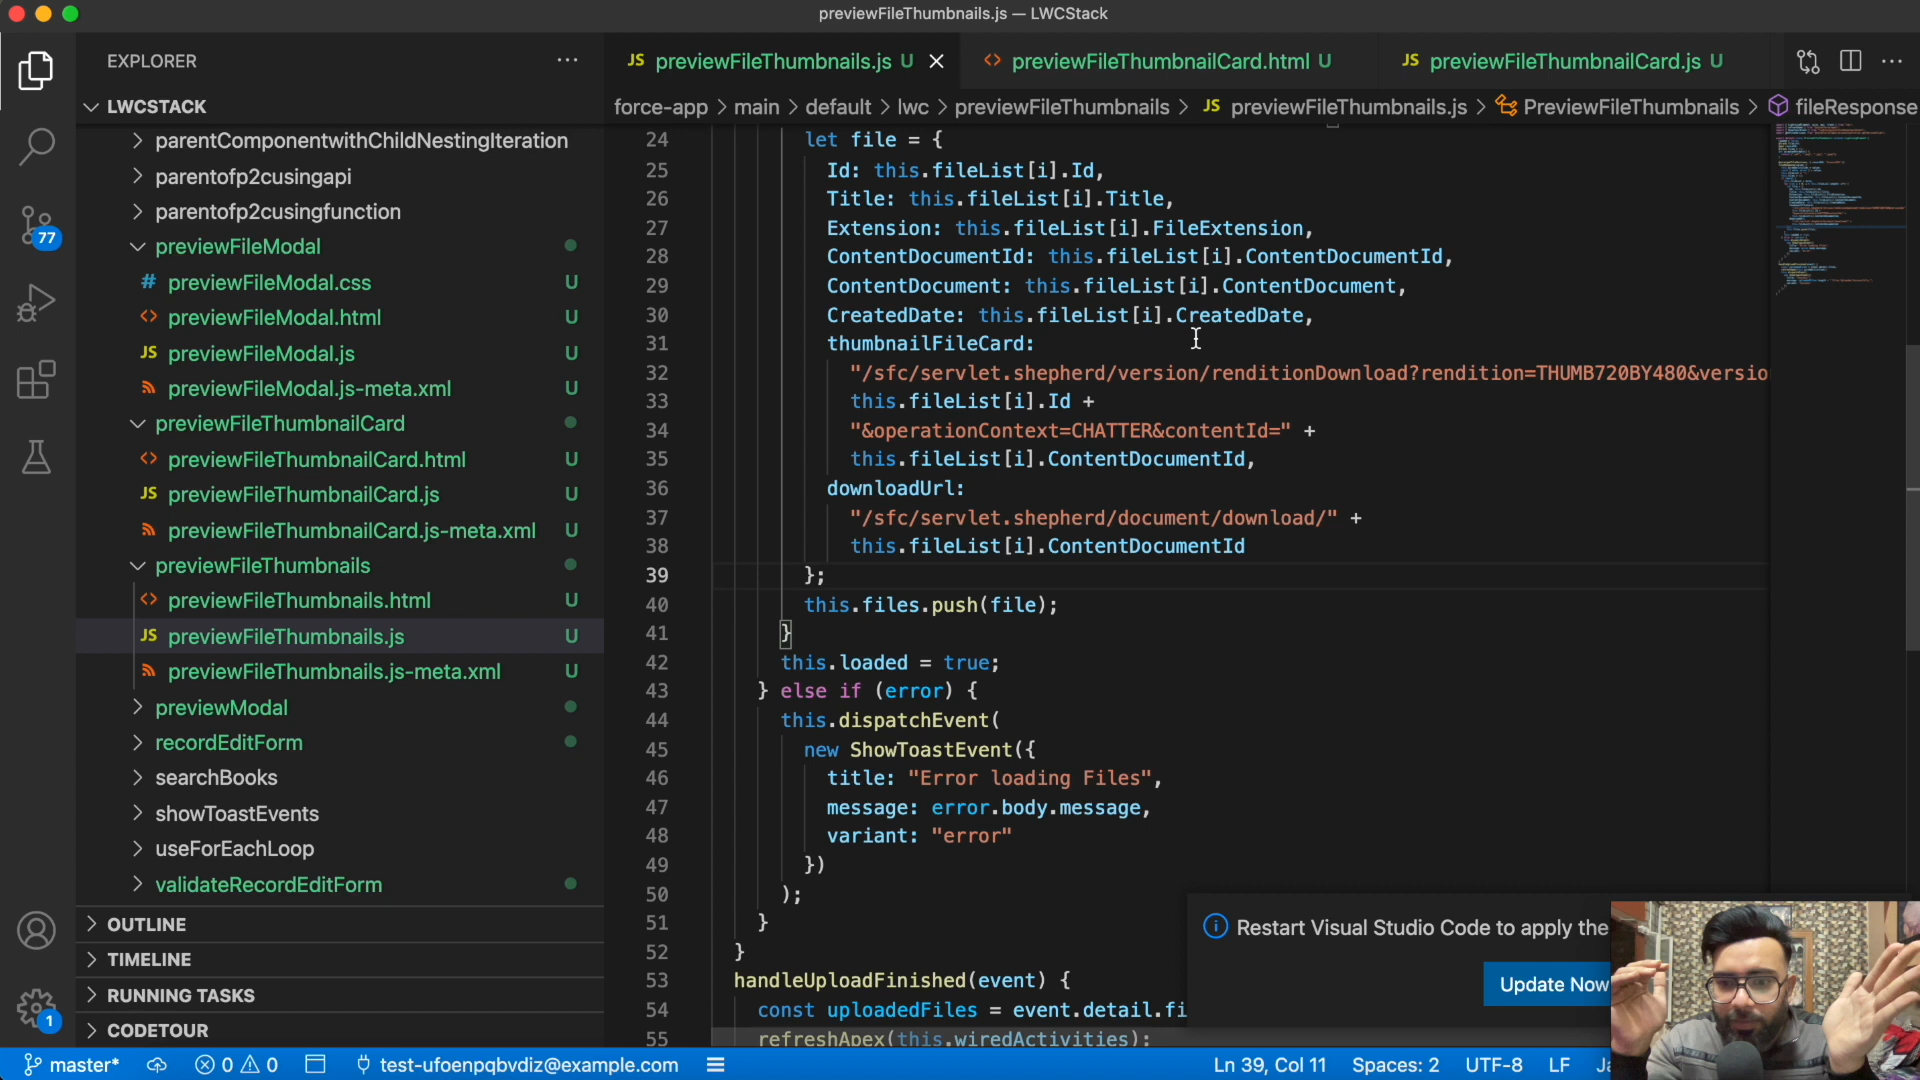 previewFileThumbnails.js — LWCStack
EXPLORER
LWCSTACK
parentComponentwithChildNestingIteration
parentofp2cusingapi
parentofp2cusingfunction
previewFileModal
# previewFileModal.css U
<> previewFileModal.html U
JS previewFileModal.js U
previewFileModal.js-meta.xml U
previewFileThumbnailCard
<> previewFileThumbnailCard.html U
JS previewFileThumbnailCard.js U
previewFileThumbnailCard.js-meta.xml U
previewFileThumbnails
<> previewFileThumbnails.html U
JS previewFileThumbnails.js U
previewFileThumbnails.js-meta.xml U
previewModal
recordEditForm
searchBooks
showToastEvents
useForEachLoop
validateRecordEditForm
OUTLINE
TIMELINE
RUNNING TASKS
CODETOUR
77
1
JS previewFileThumbnails.js U
<> previewFileThumbnailCard.html U
JS previewFileThumbnailCard.js U
force-app > main > default > lwc > previewFileThumbnails > JS previewFileThumbnails.js > PreviewFileThumbnails > fileResponse
24 let file = {
25 Id: this.fileList[i].Id,
26 Title: this.fileList[i].Title,
27 Extension: this.fileList[i].FileExtension,
28 ContentDocumentId: this.fileList[i].ContentDocumentId,
29 ContentDocument: this.fileList[i].ContentDocument,
30 CreatedDate: this.fileList[i].CreatedDate,
31 thumbnailFileCard:
32 "/sfc/servlet.shepherd/version/renditionDownload?rendition=THUMB720BY480&versio
33 this.fileList[i].Id +
34 "&operationContext=CHATTER&contentId=" +
35 this.fileList[i].ContentDocumentId,
36 downloadUrl:
37 "/sfc/servlet.shepherd/document/download/" +
38 this.fileList[i].ContentDocumentId
39 };
40 this.files.push(file);
41 }
42 this.loaded = true;
43 } else if (error) {
44 this.dispatchEvent(
45 new ShowToastEvent({
46 title: "Error loading Files",
47 message: error.body.message,
48 variant: "error"
49 })
50 );
51 }
52 }
53 handleUploadFinished(event) {
54 const uploadedFiles = event.detail.fi
55 refreshApex(this.wiredActivities);
Restart Visual Studio Code to apply the
Update Now
master* 0 0 test-ufoenpqbvdiz@example.com Ln 39, Col 11 Spaces: 2 UTF-8 LF Ja